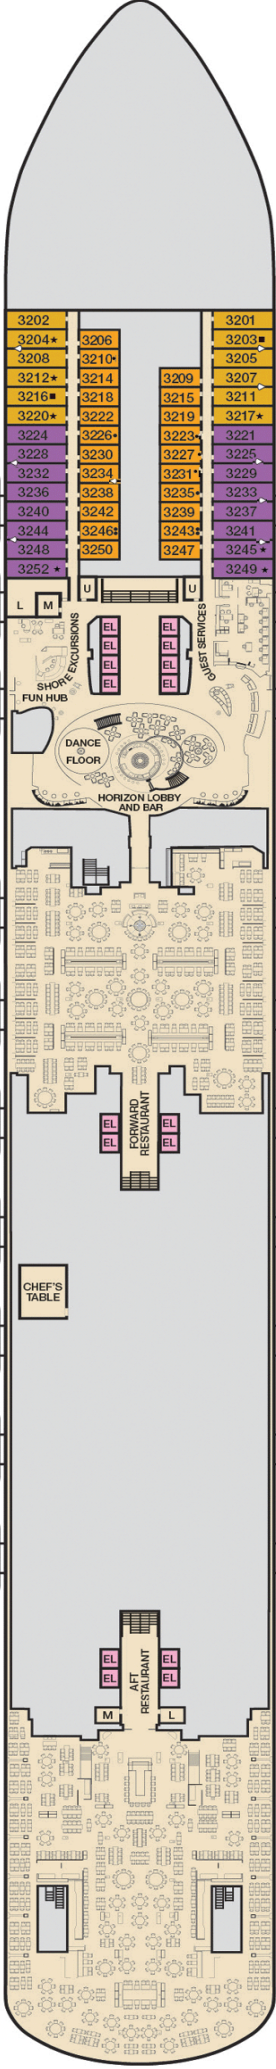 3202 3201
3204★ 3206 3203■
3208 3210• 3205
3212★ 3214 3209 3207
3216■ 3218 3215 3211
3220★ 3222 3219 3217★
3224 3226• 3223• 3221
3228 3230 3227• 3225
3232 3234 3231• 3229
3236 3238 3235• 3233
3240 3242 3239 3237
3244 3246• 3243• 3241
3248 3250 3247 3245★
3252★ 3249★
U U
L M
EL EL
EL EL
EL EL
EL EL
SHORE EXCURSIONS
GUEST SERVICES
FUN HUB
DANCE
FLOOR
HORIZON LOBBY
AND BAR
FORWARD
RESTAURANT
EL EL
EL EL
CHEF'S
TABLE
AFT
RESTAURANT
EL EL
EL EL
M L